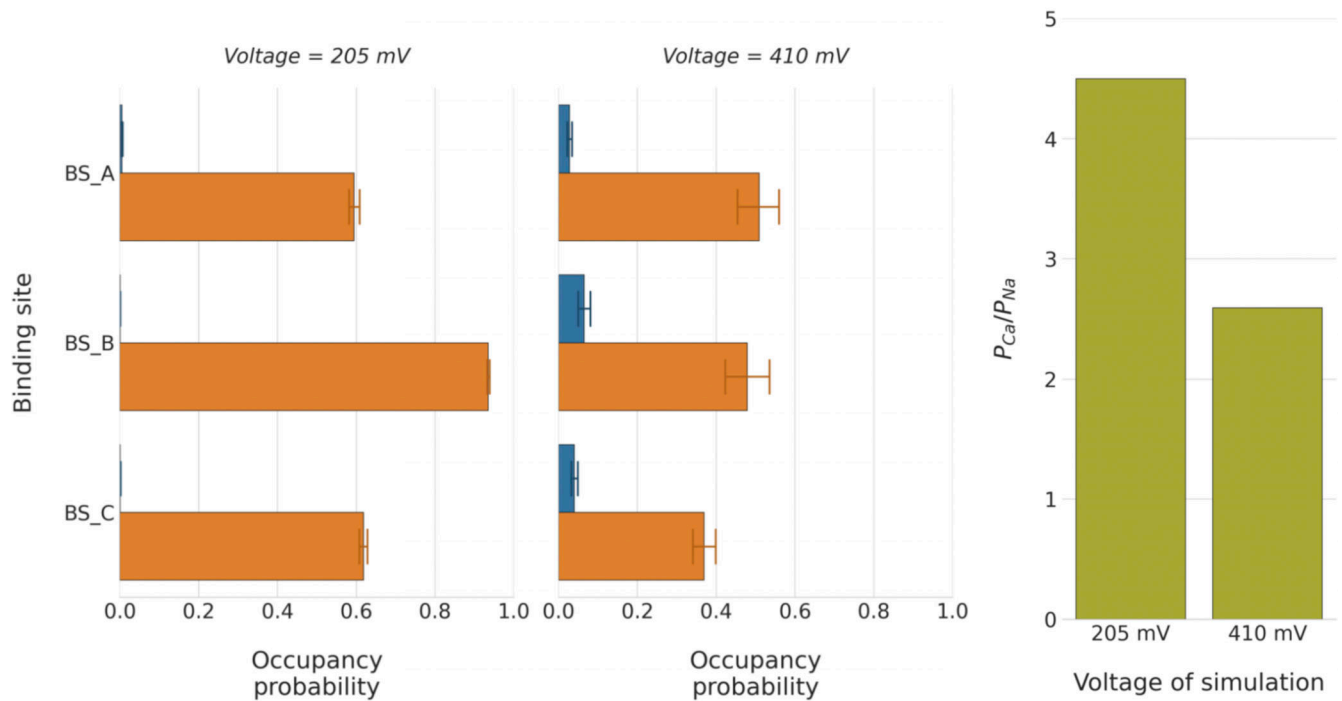 Voltage = 205 mV
Voltage = 410 mV
Binding site
BS_A
BS_B
BS_C
0.0 0.2 0.4 0.6 0.8 1.0
0.0 0.2 0.4 0.6 0.8 1.0
Occupancy
probability
Occupancy
probability
P_Ca/P_Na
5
4
3
2
1
0
205 mV 410 mV
Voltage of simulation